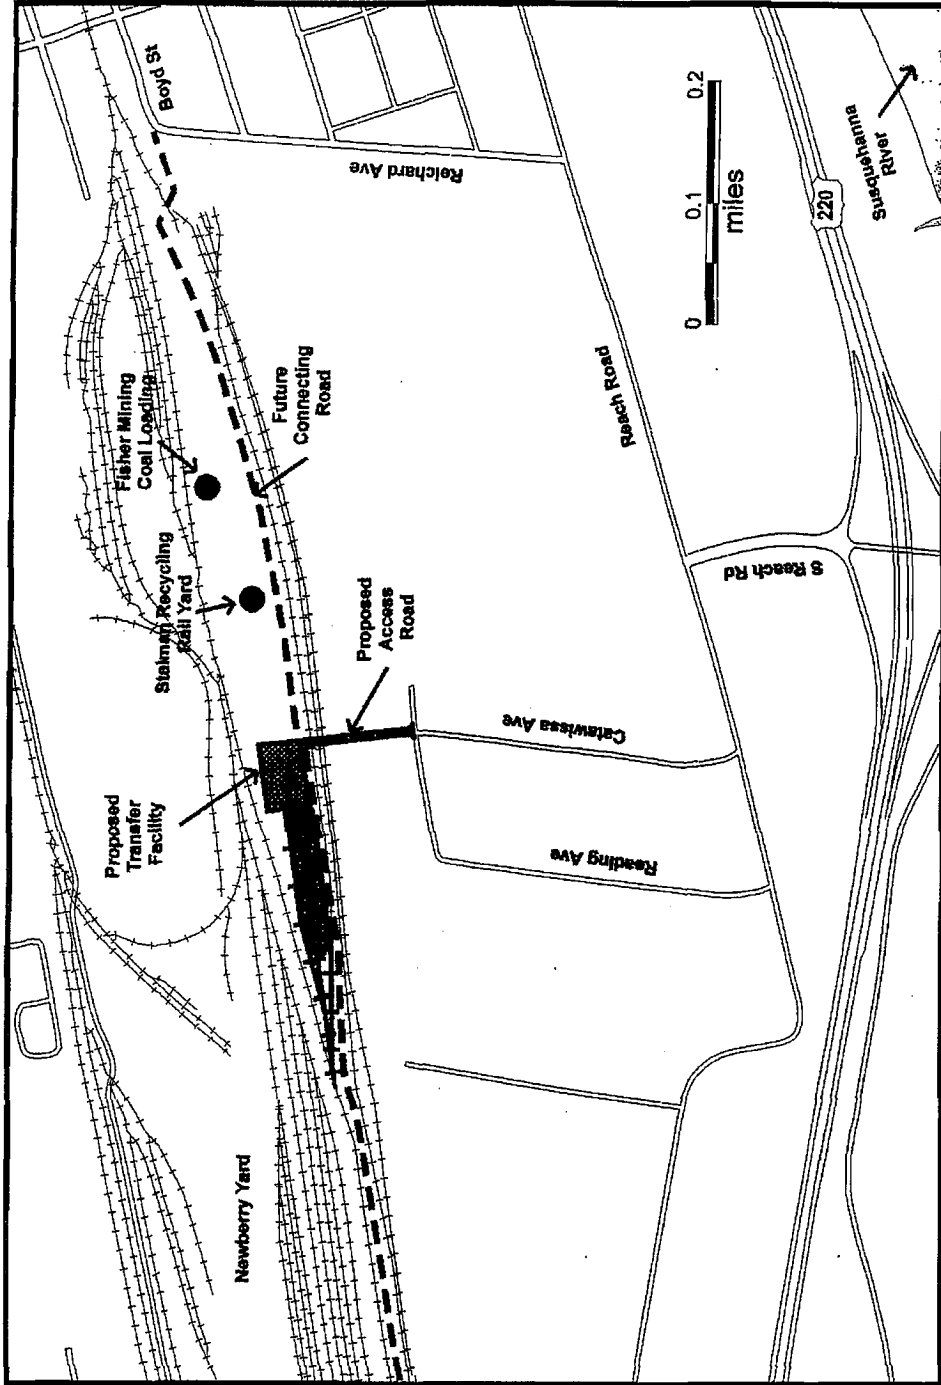 Boyd St
Fisher Mining
Coal Loading
Staiman Recycling
Rail Yard
Proposed
Transfer
Facility
Newberry Yard
Future
Connecting
Road
Reichard Ave
Proposed
Access
Road
Catawissa Ave
Reading Ave
Reach Road
S Reach Rd
0 0.1 0.2
miles
220
Susquehanna
River